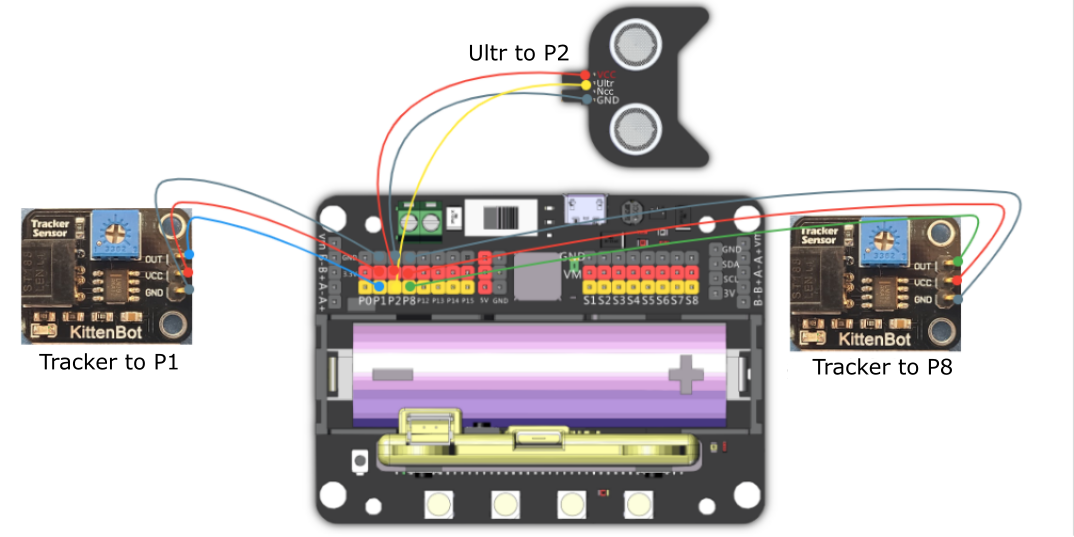 Ultr to P2
VCC
Ultr
Ncc
GND
Tracker
Sensor
OUT
VCC
GND
KittenBot
Tracker to P1
GND
P0 P1 P2 P8 P12 P13 P14 P15 5V GND
GND
VM
S1 S2 S3 S4 S5 S6 S7 S8
GND
SDA
SCL
3V
B- B+ A- A+
Tracker
Sensor
OUT
VCC
GND
KittenBot
Tracker to P8